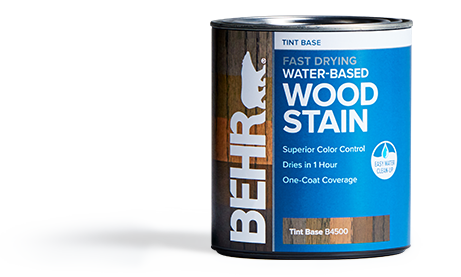 TINT BASE
BEHR®
FAST DRYING
WATER-BASED
WOOD
STAIN
Superior Color Control
Dries in 1 Hour
One-Coat Coverage
EASY WATER
CLEAN UP
Tint Base B4500